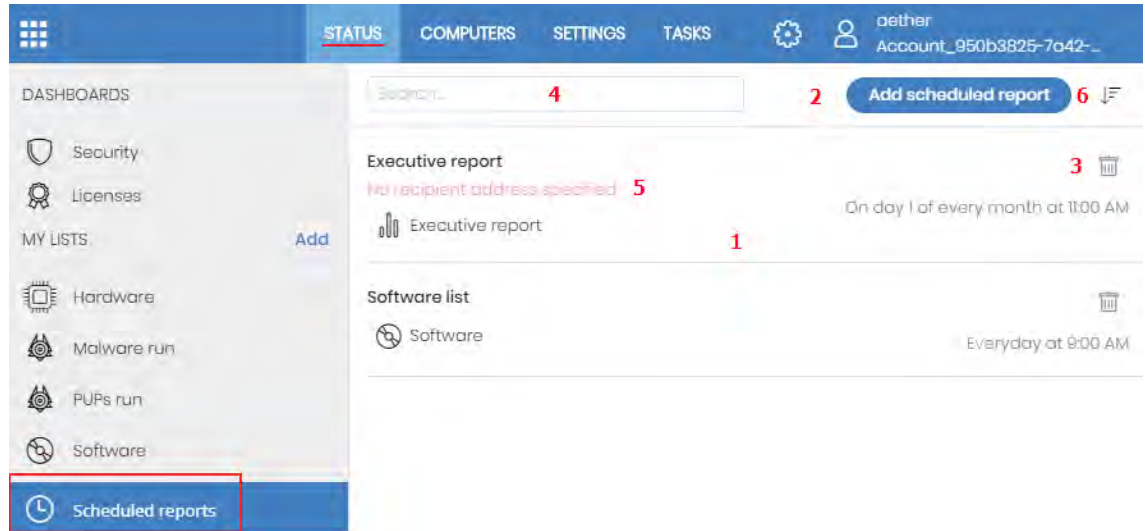 STATUS COMPUTERS SETTINGS TASKS
aether
Account_950b3825-7a42-...
DASHBOARDS
Security
Licenses
MY LISTS Add
Hardware
Malware run
PUPs run
Software
Scheduled reports
Search... 4 2 Add scheduled report 6
Executive report 3
No recipient address specified 5
On day 1 of every month at 11:00 AM
Executive report
1
Software list
Software
Everyday at 9:00 AM